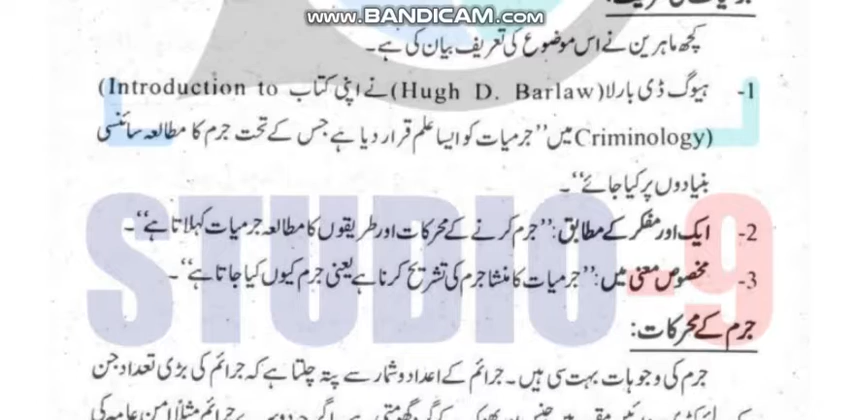 www.BANDICAM.com
کچھ ماہرین نے اس موضوع کی تعریف بیان کی ہے۔
1- ہیوگ ڈی بارلا (Hugh D. Barlaw) نے اپنی کتاب (Introduction to
Criminology) میں ”جرمیات کو ایسا علم قرار دیا ہے جس کے تحت جرم کا مطالعہ سائنسی
بنیادوں پر کیا جائے“۔
2- ایک اور مفکر کے مطابق: ”جرم کرنے کے محرکات اور طریقوں کا مطالعہ جرمیات کہلاتا ہے“۔
3- مخصوص معنی میں: ”جرمیات کا منشا جرم کی تشریح کرنا ہے یعنی جرم کیوں کیا جاتا ہے“۔
جرم کے محرکات:
جرم کی وجوہات بہت سی ہیں۔ جرائم کے اعداد و شمار سے پتہ چلتا ہے کہ جرائم کی بڑی تعداد جن
STUDIO-9